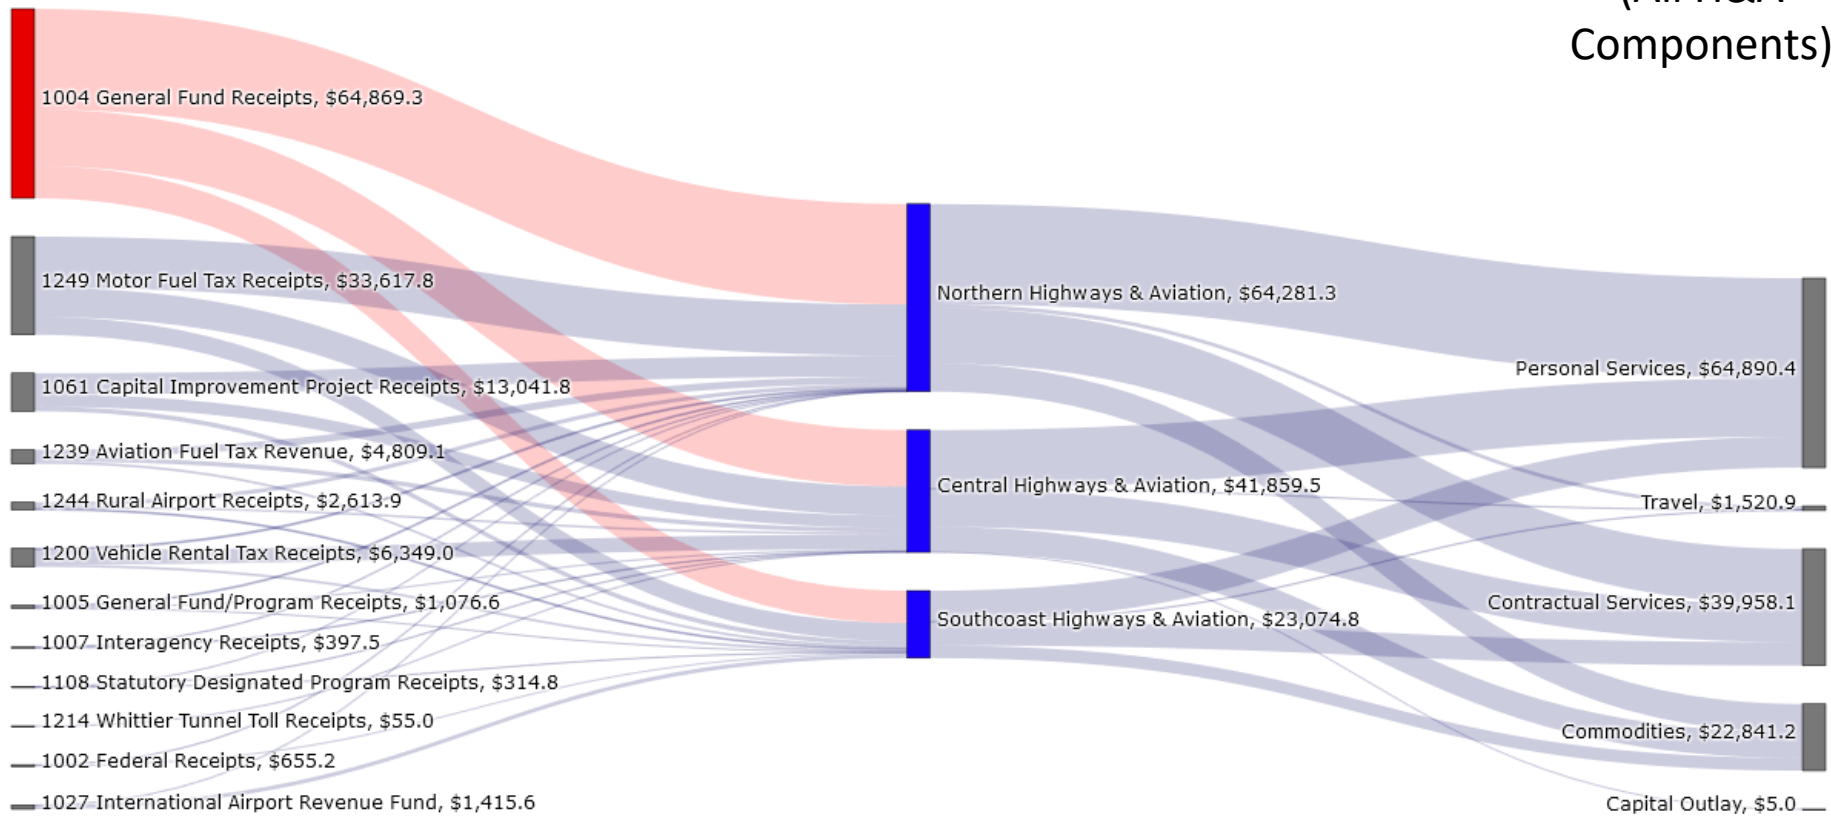 Components)
1004 General Fund Receipts, $64,869.3
1249 Motor Fuel Tax Receipts, $33,617.8
1061 Capital Improvement Project Receipts, $13,041.8
1239 Aviation Fuel Tax Revenue, $4,809.1
1244 Rural Airport Receipts, $2,613.9
1200 Vehicle Rental Tax Receipts, $6,349.0
1005 General Fund/Program Receipts, $1,076.6
1007 Interagency Receipts, $397.5
1108 Statutory Designated Program Receipts, $314.8
1214 Whittier Tunnel Toll Receipts, $55.0
1002 Federal Receipts, $655.2
1027 International Airport Revenue Fund, $1,415.6
Northern Highways & Aviation, $64,281.3
Central Highways & Aviation, $41,859.5
Southcoast Highways & Aviation, $23,074.8
Personal Services, $64,890.4
Travel, $1,520.9
Contractual Services, $39,958.1
Commodities, $22,841.2
Capital Outlay, $5.0